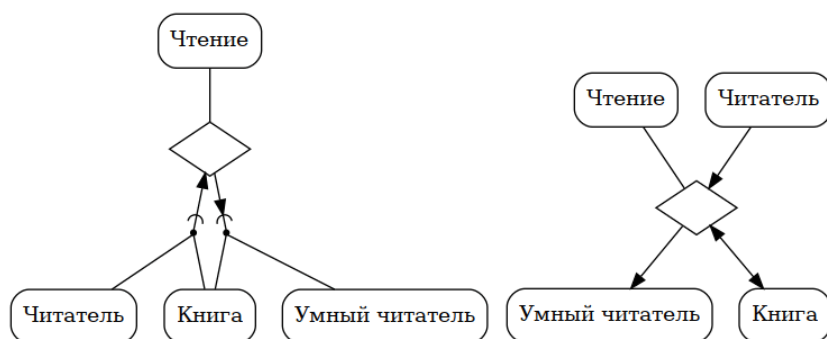 Чтение
Читатель
Книга
Умный читатель
Чтение
Читатель
Умный читатель
Книга